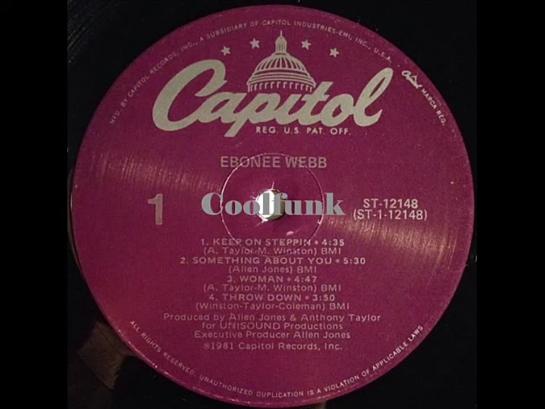 MFD. BY CAPITOL RECORDS, INC., A SUBSIDIARY OF CAPITOL INDUSTRIES-EMI, INC., U.S.A.
Capitol MARCA REG.
Capitol
REG. U.S. PAT. OFF.
EBONEE WEBB
1
Coolfunk
ST-12148
(ST-1-12148)
1. KEEP ON STEPPIN • 4:35
(A. Taylor-M. Winston) BMI
2. SOMETHING ABOUT YOU • 5:30
(Allen Jones) BMI
3. WOMAN • 4:47
(A. Taylor-M. Winston) BMI
4. THROW DOWN • 3:50
(Winston-Taylor-Coleman) BMI
Produced by Allen Jones & Anthony Taylor
for UNISOUND Productions
Executive Producer Allen Jones
℗1981 Capitol Records, Inc.
ALL RIGHTS RESERVED. UNAUTHORIZED DUPLICATION IS A VIOLATION OF APPLICABLE LAWS.